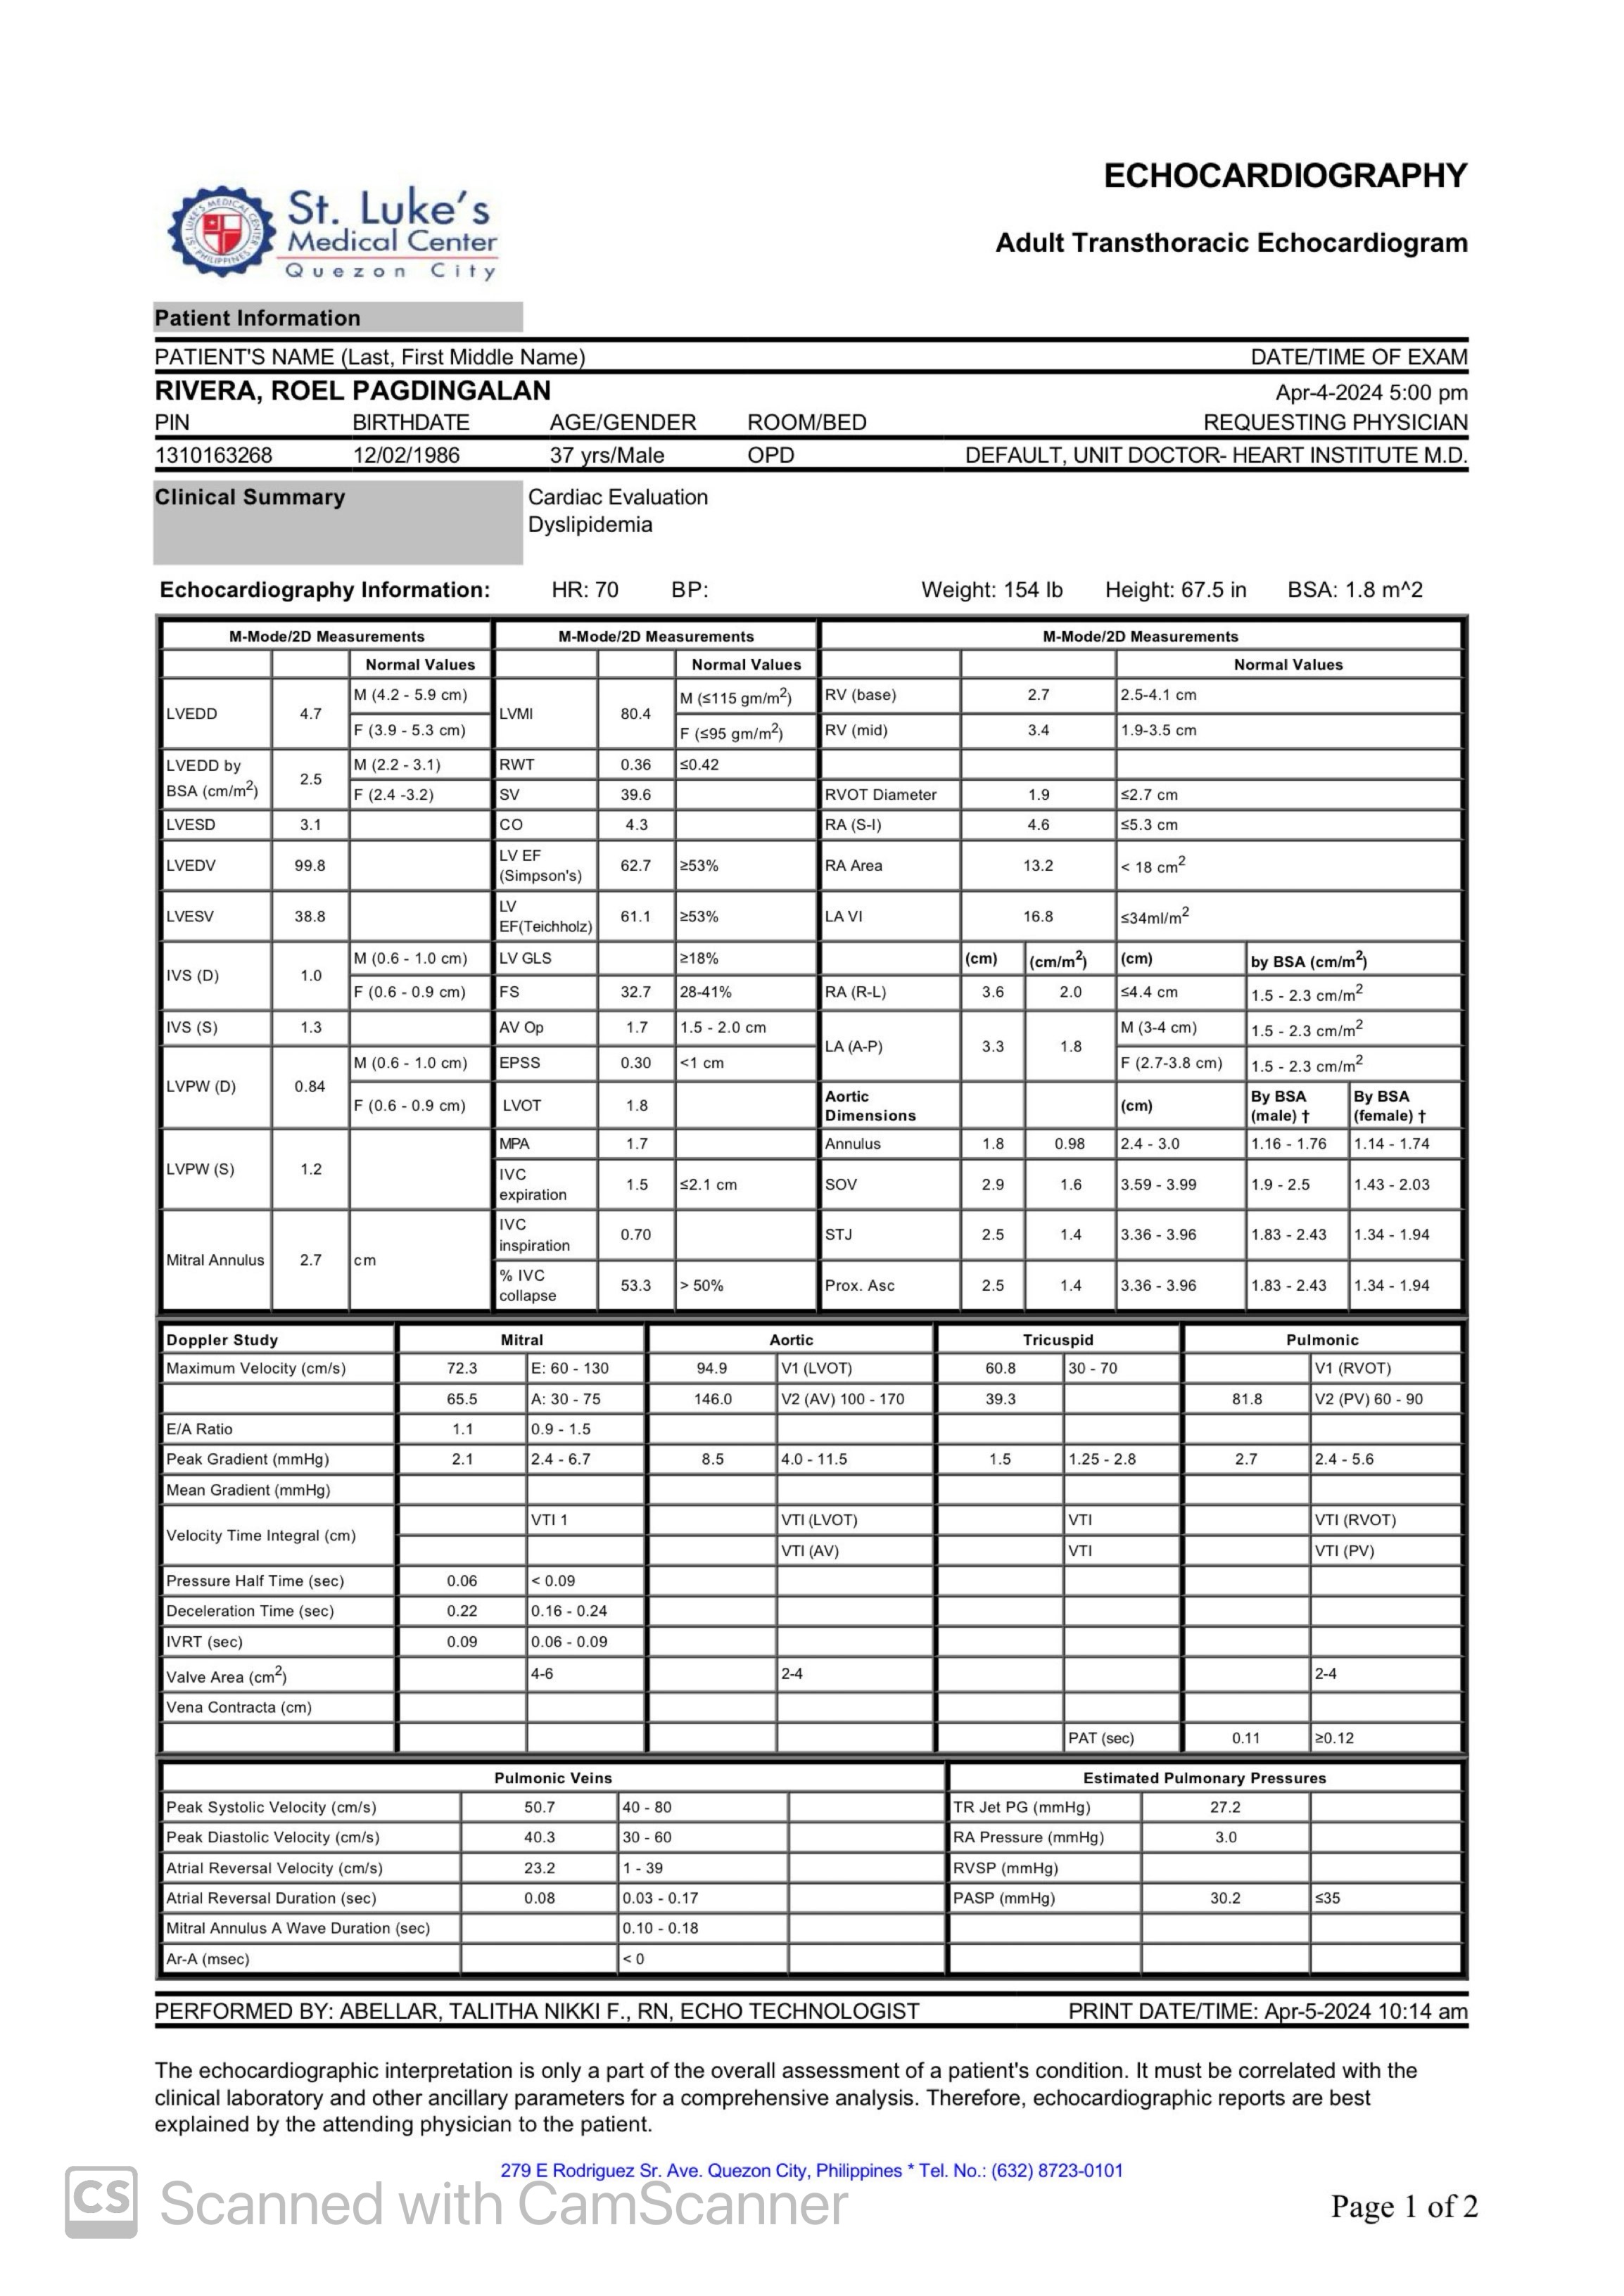 ECHOCARDIOGRAPHY
St. Luke's
Medical Center
Quezon City
Adult Transthoracic Echocardiogram
Patient Information
PATIENT'S NAME (Last, First Middle Name) DATE/TIME OF EXAM
RIVERA, ROEL PAGDINGALAN Apr-4-2024 5:00 pm
PIN BIRTHDATE AGE/GENDER ROOM/BED REQUESTING PHYSICIAN
1310163268 12/02/1986 37 yrs/Male OPD DEFAULT, UNIT DOCTOR- HEART INSTITUTE M.D.
Clinical Summary Cardiac Evaluation
Dyslipidemia
Echocardiography Information: HR: 70 BP: Weight: 154 lb Height: 67.5 in BSA: 1.8 m^2
M-Mode/2D Measurements M-Mode/2D Measurements M-Mode/2D Measurements
Normal Values Normal Values Normal Values
LVEDD 4.7 M (4.2 - 5.9 cm) LVMI 80.4 M (≤115 gm/m2) RV (base) 2.7 2.5-4.1 cm
F (3.9 - 5.3 cm) F (≤95 gm/m2) RV (mid) 3.4 1.9-3.5 cm
LVEDD by BSA (cm/m2) 2.5 M (2.2 - 3.1) RWT 0.36 ≤0.42
F (2.4 -3.2) SV 39.6 RVOT Diameter 1.9 ≤2.7 cm
LVESD 3.1 CO 4.3 RA (S-I) 4.6 ≤5.3 cm
LVEDV 99.8 LV EF (Simpson's) 62.7 ≥53% RA Area 13.2 < 18 cm2
LVESV 38.8 LV EF(Teichholz) 61.1 ≥53% LA VI 16.8 ≤34ml/m2
IVS (D) 1.0 M (0.6 - 1.0 cm) LV GLS ≥18% (cm) (cm/m2) (cm) by BSA (cm/m2)
F (0.6 - 0.9 cm) FS 32.7 28-41% RA (R-L) 3.6 2.0 ≤4.4 cm 1.5 - 2.3 cm/m2
IVS (S) 1.3 AV Op 1.7 1.5 - 2.0 cm LA (A-P) 3.3 1.8 M (3-4 cm) 1.5 - 2.3 cm/m2
LVPW (D) 0.84 M (0.6 - 1.0 cm) EPSS 0.30 <1 cm F (2.7-3.8 cm) 1.5 - 2.3 cm/m2
F (0.6 - 0.9 cm) LVOT 1.8 Aortic Dimensions (cm) By BSA (male) † By BSA (female) †
LVPW (S) 1.2 MPA 1.7 Annulus 1.8 0.98 2.4 - 3.0 1.16 - 1.76 1.14 - 1.74
IVC expiration 1.5 ≤2.1 cm SOV 2.9 1.6 3.59 - 3.99 1.9 - 2.5 1.43 - 2.03
Mitral Annulus 2.7 cm IVC inspiration 0.70 STJ 2.5 1.4 3.36 - 3.96 1.83 - 2.43 1.34 - 1.94
% IVC collapse 53.3 > 50% Prox. Asc 2.5 1.4 3.36 - 3.96 1.83 - 2.43 1.34 - 1.94
Doppler Study Mitral Aortic Tricuspid Pulmonic
Maximum Velocity (cm/s) 72.3 E: 60 - 130 94.9 V1 (LVOT) 60.8 30 - 70 V1 (RVOT)
65.5 A: 30 - 75 146.0 V2 (AV) 100 - 170 39.3 81.8 V2 (PV) 60 - 90
E/A Ratio 1.1 0.9 - 1.5
Peak Gradient (mmHg) 2.1 2.4 - 6.7 8.5 4.0 - 11.5 1.5 1.25 - 2.8 2.7 2.4 - 5.6
Mean Gradient (mmHg)
Velocity Time Integral (cm) VTI 1 VTI (LVOT) VTI VTI (RVOT)
VTI (AV) VTI VTI (PV)
Pressure Half Time (sec) 0.06 < 0.09
Deceleration Time (sec) 0.22 0.16 - 0.24
IVRT (sec) 0.09 0.06 - 0.09
Valve Area (cm2) 4-6 2-4 2-4
Vena Contracta (cm)
PAT (sec) 0.11 ≥0.12
Pulmonic Veins Estimated Pulmonary Pressures
Peak Systolic Velocity (cm/s) 50.7 40 - 80 TR Jet PG (mmHg) 27.2
Peak Diastolic Velocity (cm/s) 40.3 30 - 60 RA Pressure (mmHg) 3.0
Atrial Reversal Velocity (cm/s) 23.2 1 - 39 RVSP (mmHg)
Atrial Reversal Duration (sec) 0.08 0.03 - 0.17 PASP (mmHg) 30.2 ≤35
Mitral Annulus A Wave Duration (sec) 0.10 - 0.18
Ar-A (msec) < 0
PERFORMED BY: ABELLAR, TALITHA NIKKI F., RN, ECHO TECHNOLOGIST PRINT DATE/TIME: Apr-5-2024 10:14 am
The echocardiographic interpretation is only a part of the overall assessment of a patient's condition. It must be correlated with the
clinical laboratory and other ancillary parameters for a comprehensive analysis. Therefore, echocardiographic reports are best
explained by the attending physician to the patient.
279 E Rodriguez Sr. Ave. Quezon City, Philippines * Tel. No.: (632) 8723-0101
CS Scanned with CamScanner
Page 1 of 2